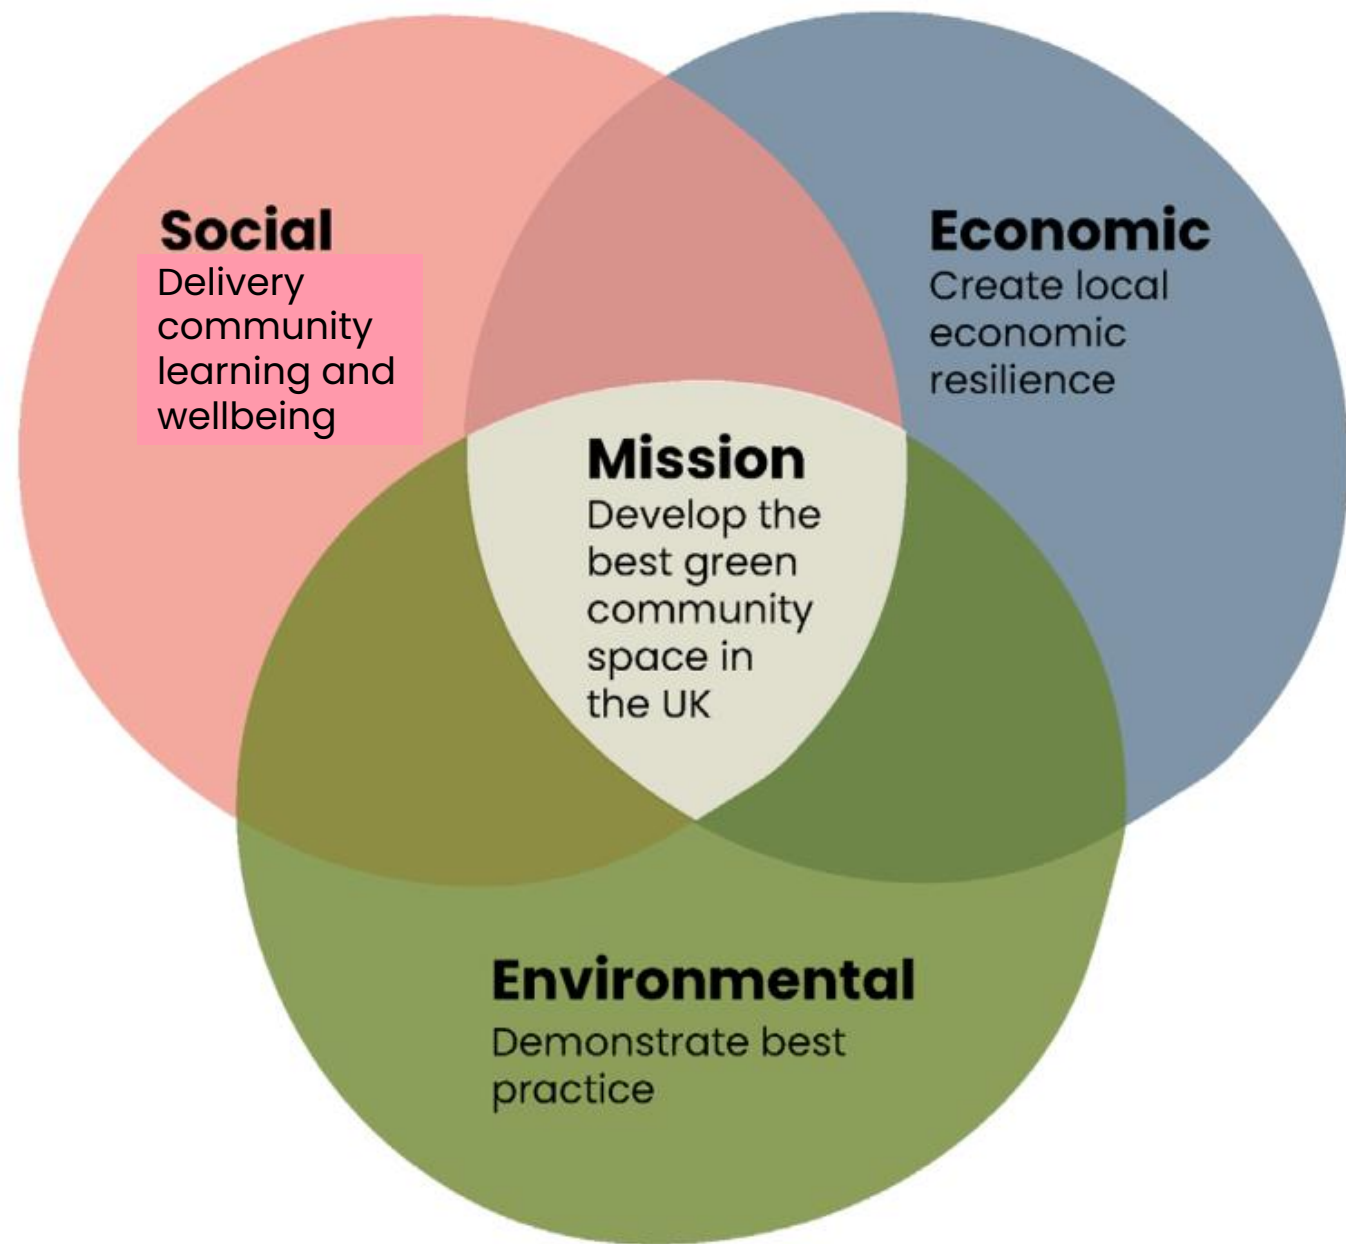 Social
Delivery
community
learning and
wellbeing
Economic
Create local
economic
resilience
Mission
Develop the
best green
community
space in
the UK
Environmental
Demonstrate best
practice